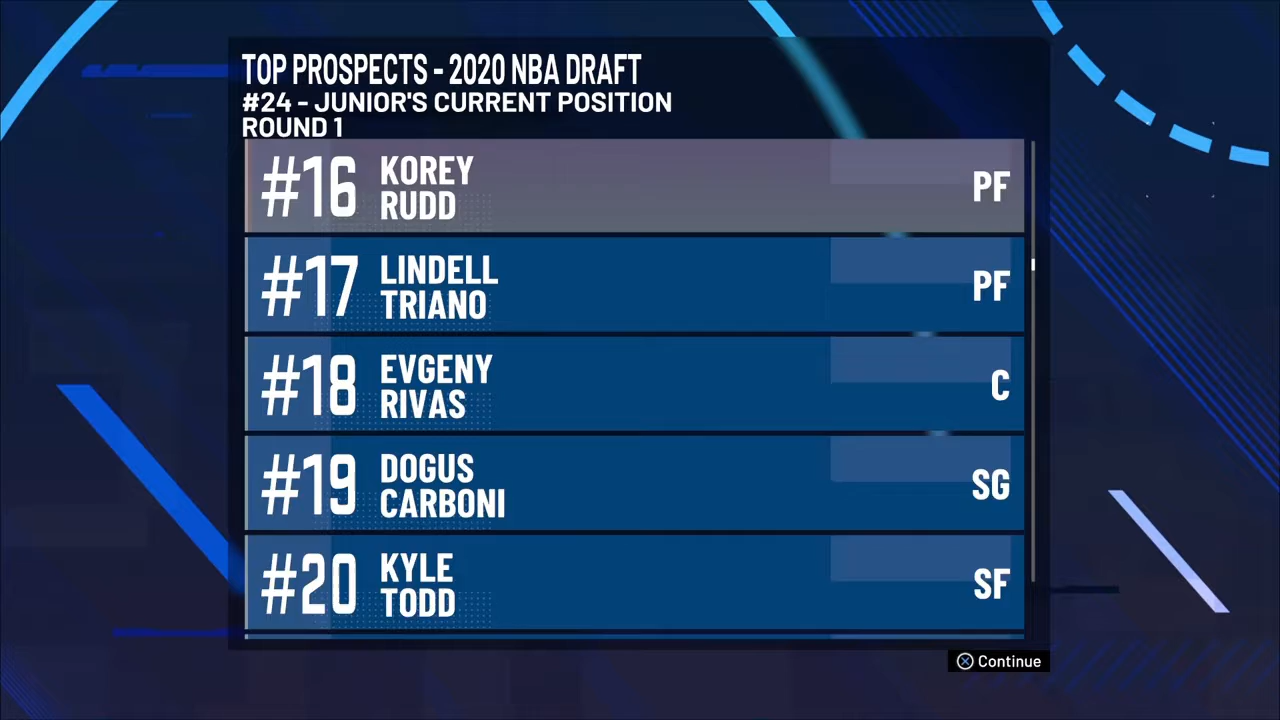 TOP PROSPECTS - 2020 NBA DRAFT
#24 - JUNIOR'S CURRENT POSITION
ROUND 1
#16 KOREY RUDD PF
#17 LINDELL TRIANO PF
#18 EVGENY RIVAS C
#19 DOGUS CARBONI SG
#20 KYLE TODD SF
Continue